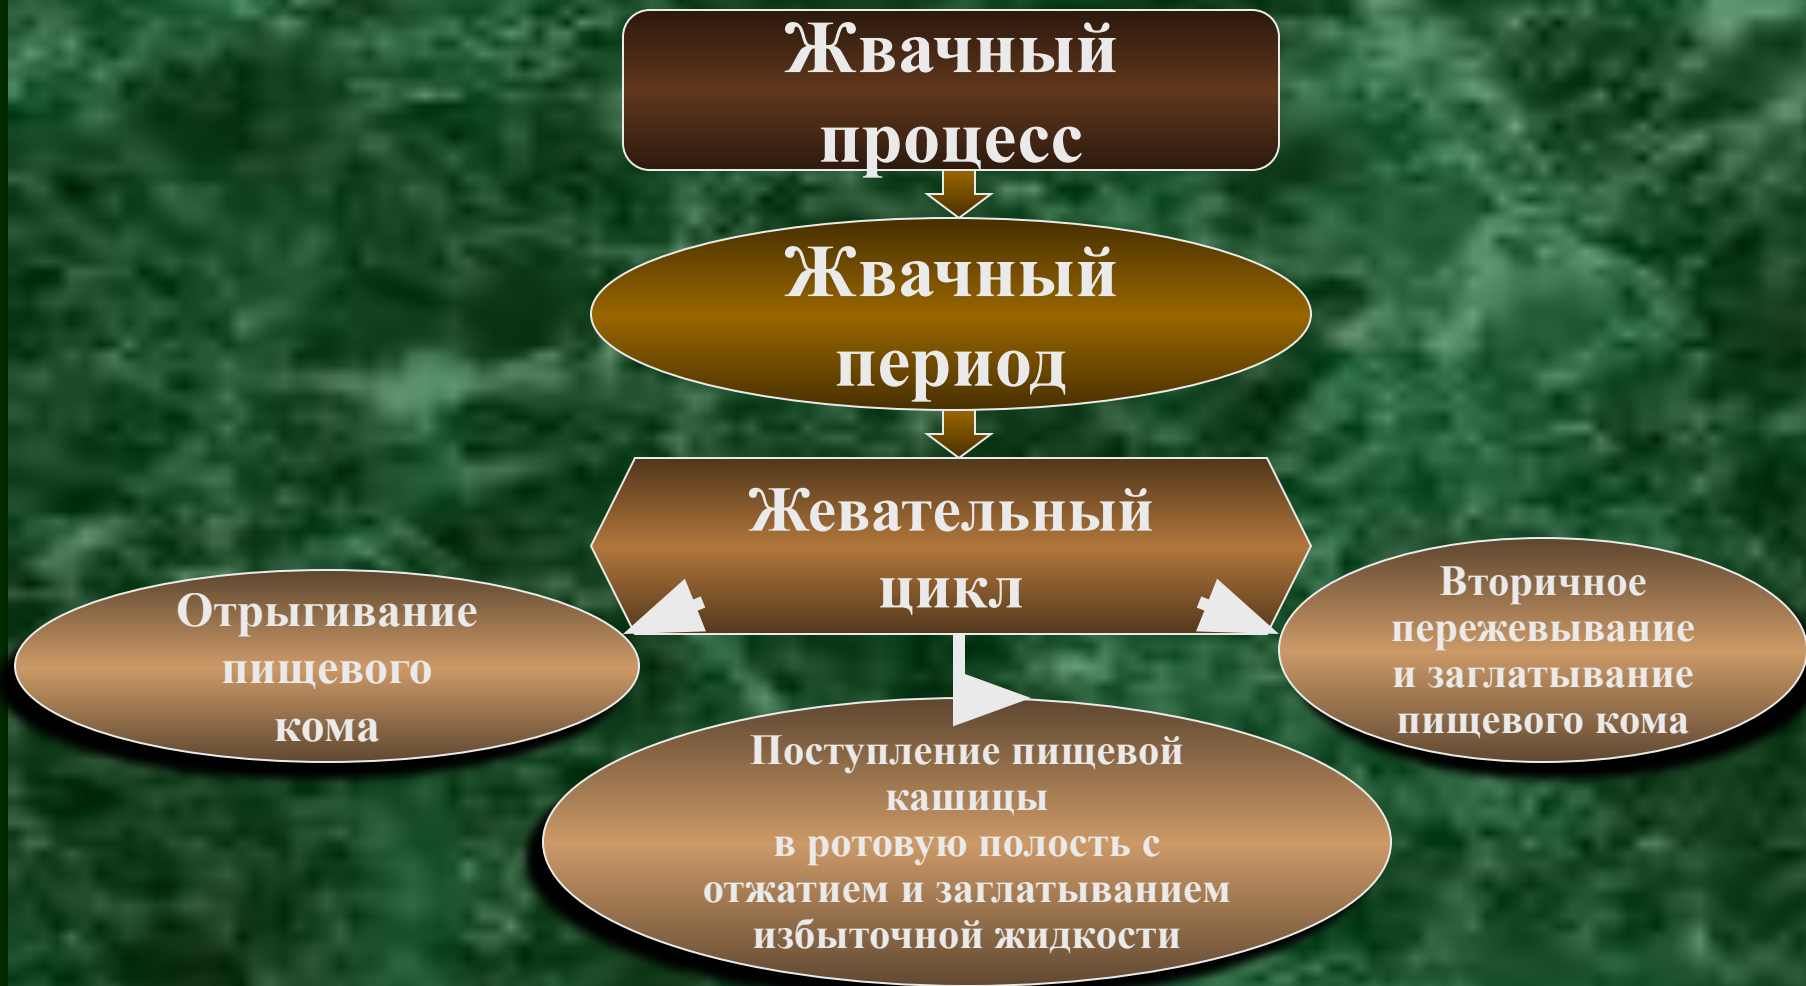 Жвачный
процесс
Жвачный
период
Жевательный
цикл
Отрыгивание
пищевого
кома
Поступление пищевой
кашицы
в ротовую полость с
отжатием и заглатыванием
избыточной жидкости
Вторичное
пережевывание
и заглатывание
пищевого кома